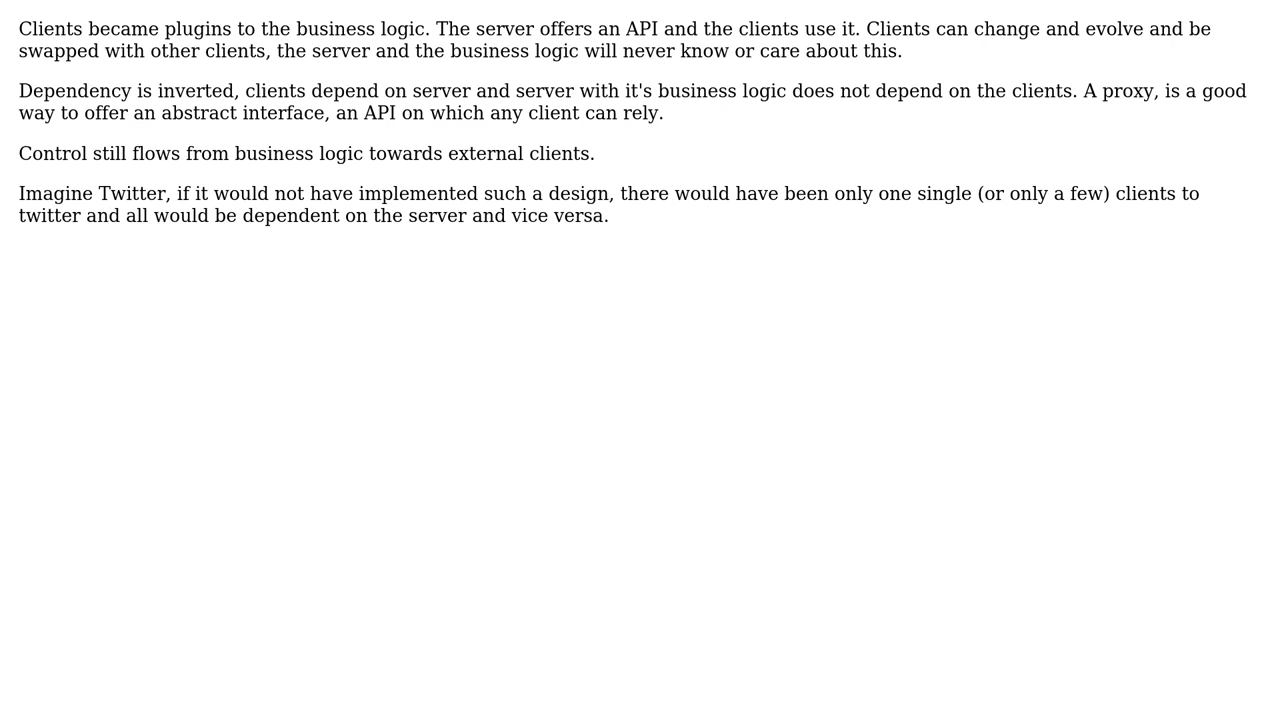 Clients became plugins to the business logic. The server offers an API and the clients use it. Clients can change and evolve and be
swapped with other clients, the server and the business logic will never know or care about this.
Dependency is inverted, clients depend on server and server with it's business logic does not depend on the clients. A proxy, is a good
way to offer an abstract interface, an API on which any client can rely.
Control still flows from business logic towards external clients.
Imagine Twitter, if it would not have implemented such a design, there would have been only one single (or only a few) clients to
twitter and all would be dependent on the server and vice versa.